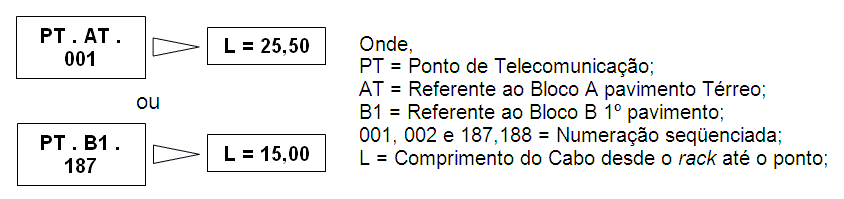 PT . AT .
001
L = 25,50
ou
PT . B1 .
187
L = 15,00
Onde,
PT = Ponto de Telecomunicação;
AT = Referente ao Bloco A pavimento Térreo;
B1 = Referente ao Bloco B 1º pavimento;
001, 002 e 187,188 = Numeração seqüenciada;
L = Comprimento do Cabo desde o rack até o ponto;